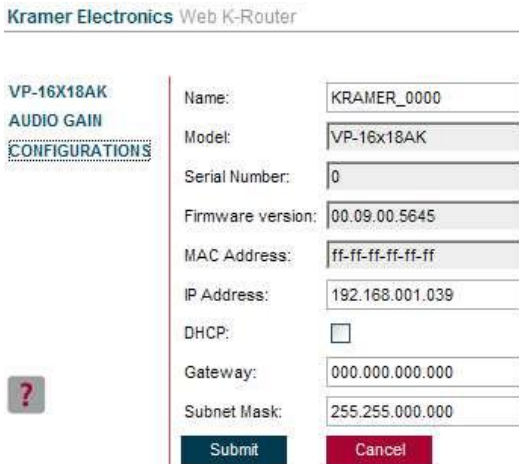 Kramer Electronics Web K-Router
VP-16X18AK
AUDIO GAIN
CONFIGURATIONS
Name: KRAMER_0000
Model: VP-16x18AK
Serial Number: 0
Firmware version: 00.09.00.5645
MAC Address: ff-ff-ff-ff-ff-ff
IP Address: 192.168.001.039
DHCP:
Gateway: 000.000.000.000
Subnet Mask: 255.255.000.000
?
Submit Cancel